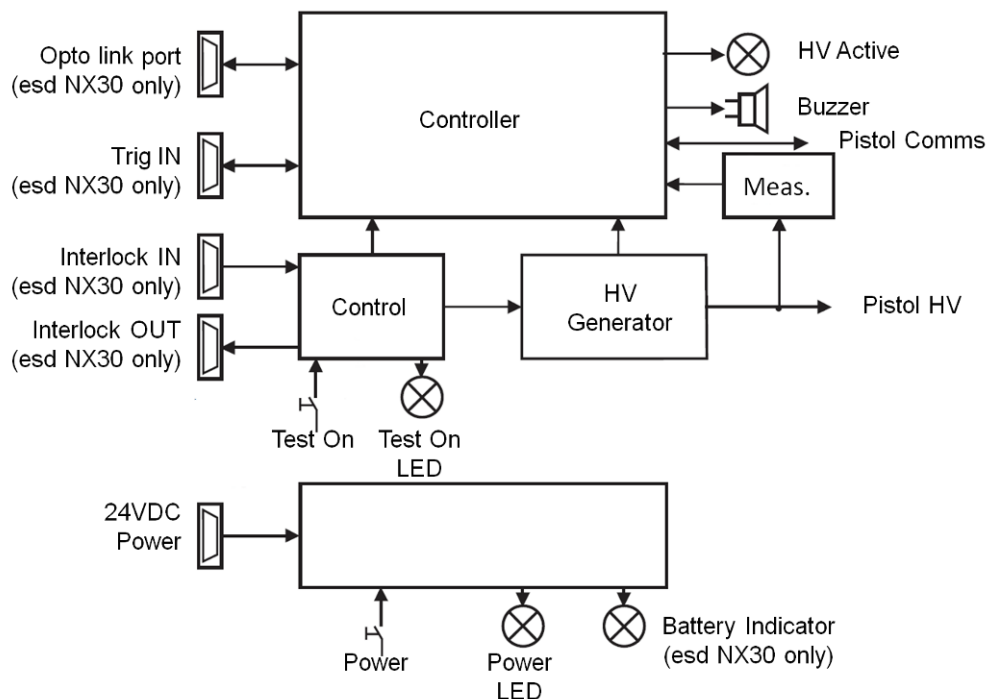 Opto link port
(esd NX30 only)
HV Active
Buzzer
Controller
Pistol Comms
Trig IN
(esd NX30 only)
Meas.
Interlock IN
(esd NX30 only)
Control
HV
Generator
Pistol HV
Interlock OUT
(esd NX30 only)
Test On
Test On
LED
24VDC
Power
Power
Power
LED
Battery Indicator
(esd NX30 only)